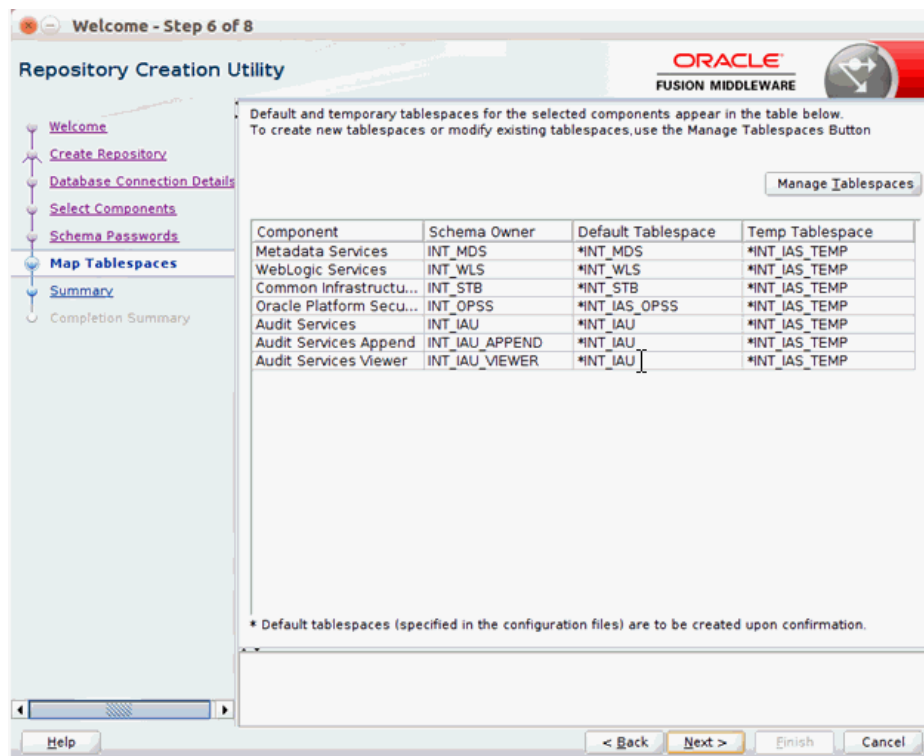 Welcome - Step 6 of 8
Repository Creation Utility
ORACLE
FUSION MIDDLEWARE
Welcome
Create Repository
Database Connection Details
Select Components
Schema Passwords
Map Tablespaces
Summary
Completion Summary
Default and temporary tablespaces for the selected components appear in the table below.
To create new tablespaces or modify existing tablespaces,use the Manage Tablespaces Button
Manage Tablespaces
Component Schema Owner Default Tablespace Temp Tablespace
Metadata Services INT_MDS *INT_MDS *INT_IAS_TEMP
WebLogic Services INT_WLS *INT_WLS *INT_IAS_TEMP
Common Infrastructu... INT_STB *INT_STB *INT_IAS_TEMP
Oracle Platform Secu... INT_OPSS *INT_IAS_OPSS *INT_IAS_TEMP
Audit Services INT_IAU *INT_IAU *INT_IAS_TEMP
Audit Services Append INT_IAU_APPEND *INT_IAU *INT_IAS_TEMP
Audit Services Viewer INT_IAU_VIEWER *INT_IAU *INT_IAS_TEMP
* Default tablespaces (specified in the configuration files) are to be created upon confirmation.
Help < Back Next > Finish Cancel